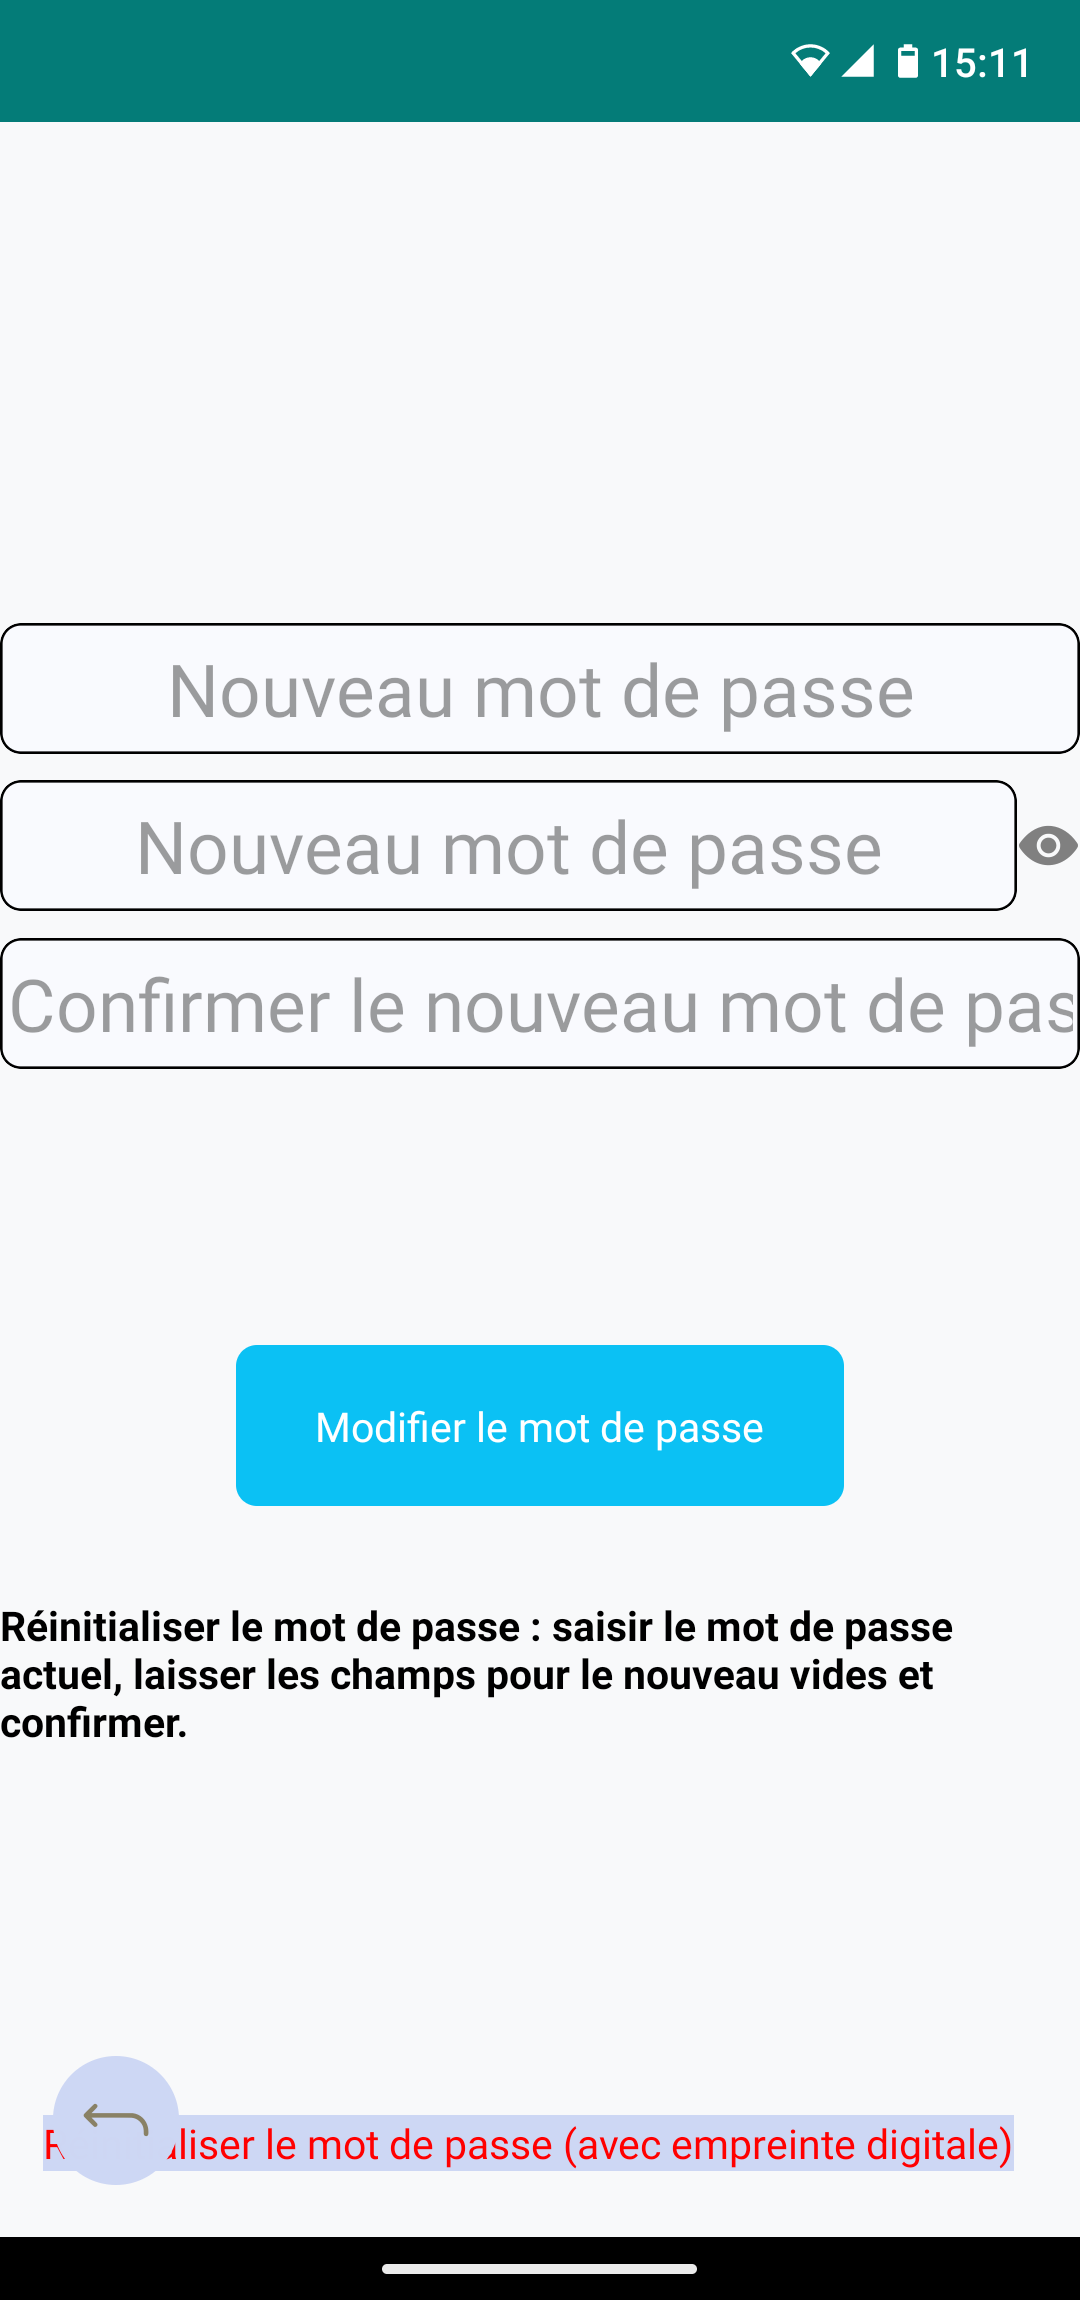 15:11
Nouveau mot de passe
Nouveau mot de passe
Confirmer le nouveau mot de pas
Modifier le mot de passe
Réinitialiser le mot de passe : saisir le mot de passe
actuel, laisser les champs pour le nouveau vides et
confirmer.
le mot de passe (avec empreinte digitale)